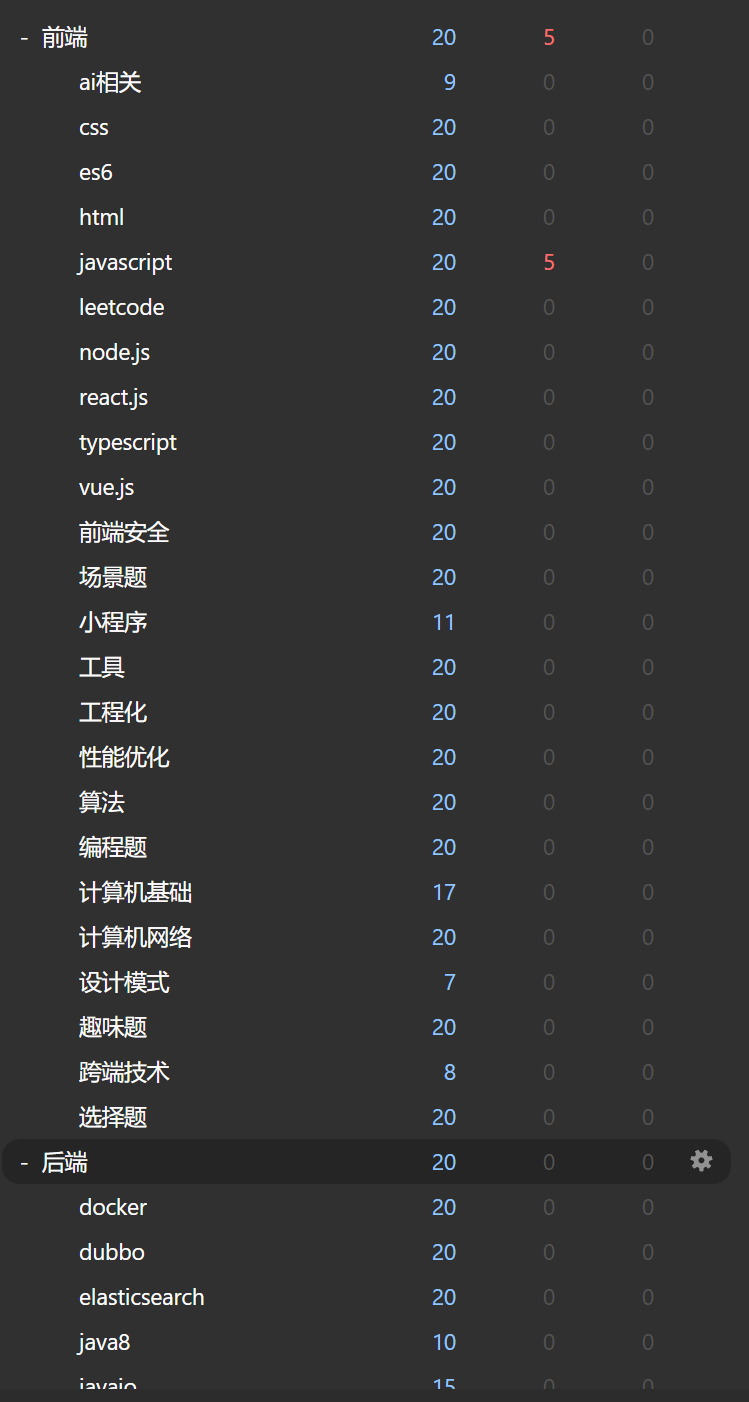 - 前端 20 5 0
ai相关 9 0 0
css 20 0 0
es6 20 0 0
html 20 0 0
javascript 20 5 0
leetcode 20 0 0
node.js 20 0 0
react.js 20 0 0
typescript 20 0 0
vue.js 20 0 0
前端安全 20 0 0
场景题 20 0 0
小程序 11 0 0
工具 20 0 0
工程化 20 0 0
性能优化 20 0 0
算法 20 0 0
编程题 20 0 0
计算机基础 17 0 0
计算机网络 20 0 0
设计模式 7 0 0
趣味题 20 0 0
跨端技术 8 0 0
选择题 20 0 0
- 后端 20 0 0
docker 20 0 0
dubbo 20 0 0
elasticsearch 20 0 0
java8 10 0 0
javaio 15 0 0